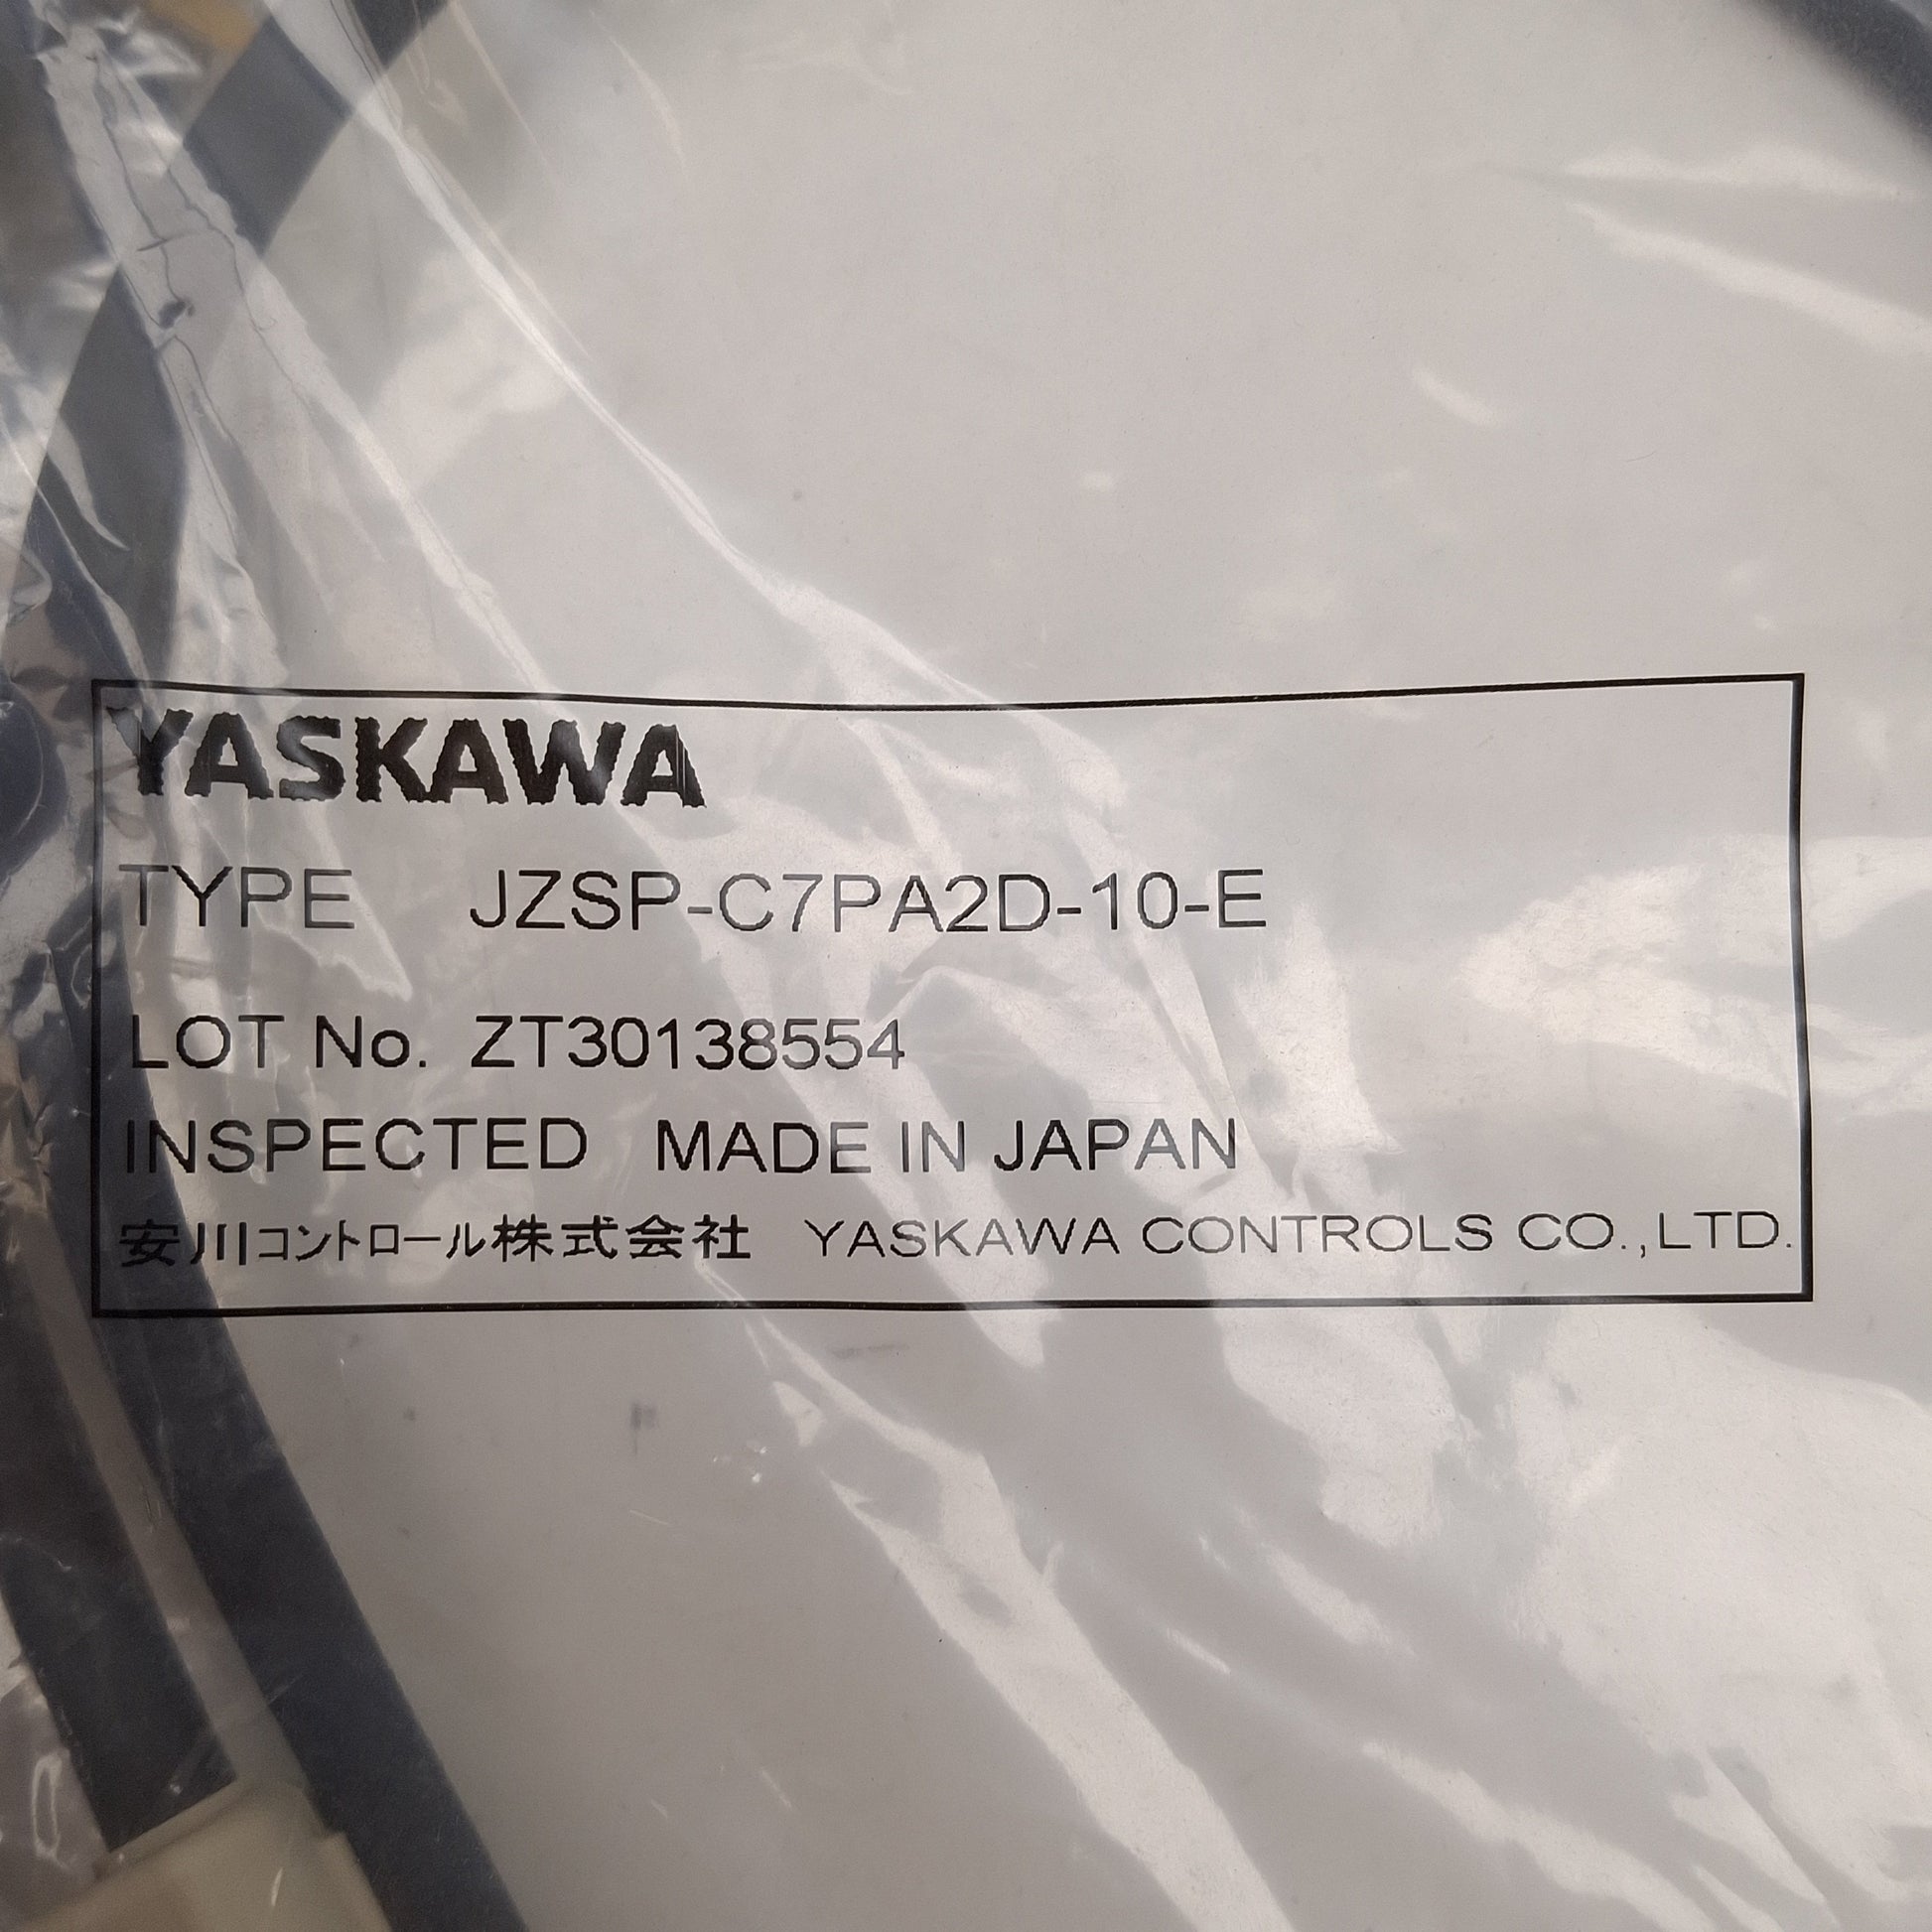 YASKAWA
TYPE JZSP-C7PA2D-10-E
LOT No. ZT30138554
INSPECTED MADE IN JAPAN
安川コントロール株式会社 YASKAWA CONTROLS CO.,LTD.